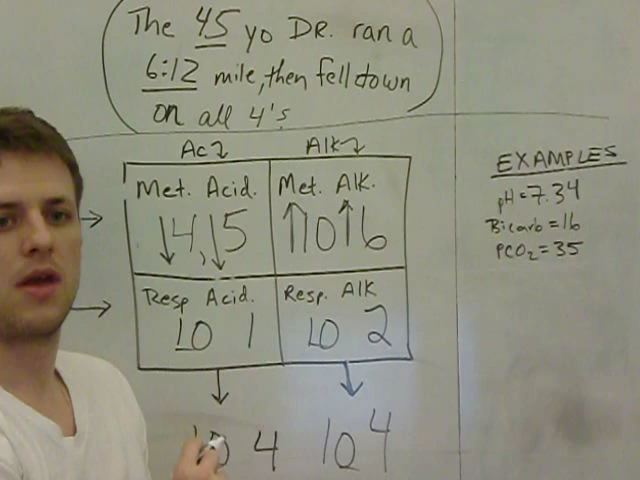 The 45 yo DR. ran a
6:12 mile, then fell down
on all 4's
Ac Alk
Met. Acid. Met. Alk.
↓4, ↓5 ↑10 ↑6
Resp Acid. Resp. Alk
10 1 10 2
10 4 10 4
EXAMPLES
pH = 7.34
Bicarb = 16
PCO₂ = 35